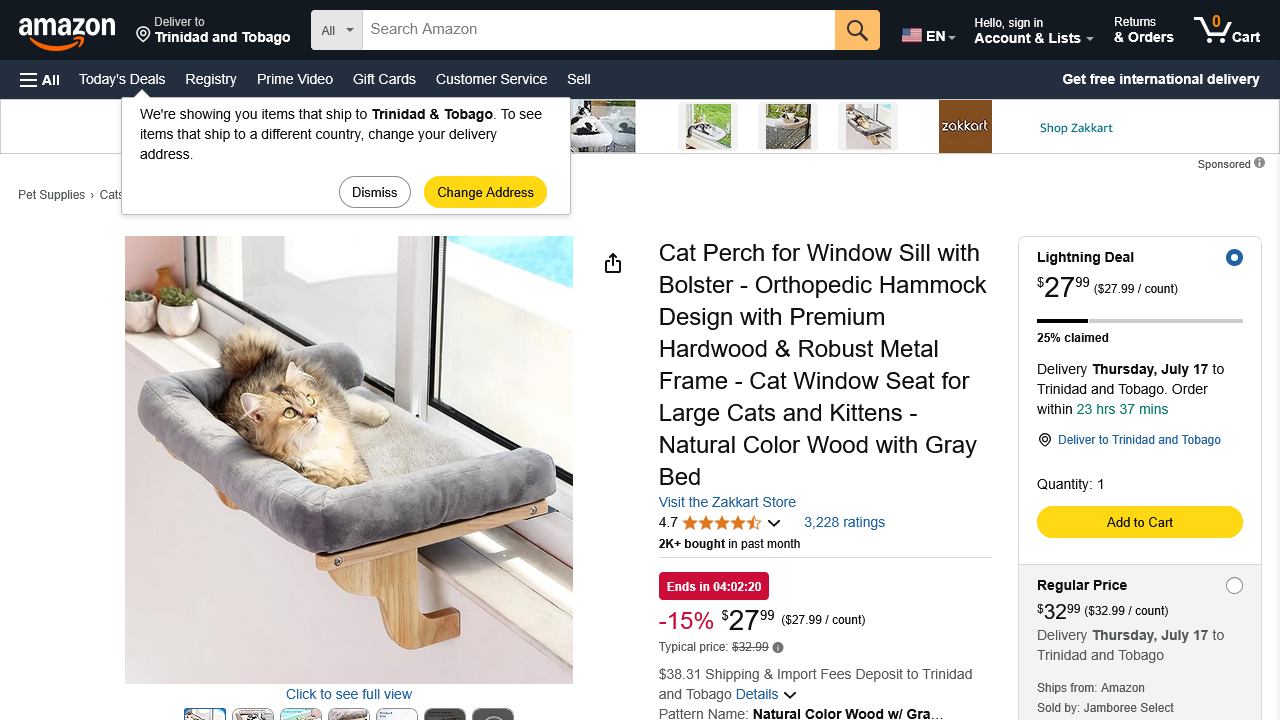 amazon
Deliver to
Trinidad and Tobago
All
Search Amazon
EN
Hello, sign in
Account & Lists
Returns
& Orders
0
Cart
All
Today's Deals
Registry
Prime Video
Gift Cards
Customer Service
Sell
Get free international delivery
We're showing you items that ship to Trinidad & Tobago. To see
items that ship to a different country, change your delivery
address.
Dismiss
Change Address
zakkart
Shop Zakkart
Sponsored
Pet Supplies › Cats
Cat Perch for Window Sill with
Bolster - Orthopedic Hammock
Design with Premium
Hardwood & Robust Metal
Frame - Cat Window Seat for
Large Cats and Kittens -
Natural Color Wood with Gray
Bed
Visit the Zakkart Store
4.7
3,228 ratings
2K+ bought in past month
Ends in 04:02:20
-15% $2799 ($27.99 / count)
Typical price: $32.99
$38.31 Shipping & Import Fees Deposit to Trinidad
and Tobago Details
Pattern Name: Natural Color Wood w/ Gra...
Click to see full view
Lightning Deal
$2799 ($27.99 / count)
25% claimed
Delivery Thursday, July 17 to
Trinidad and Tobago. Order
within 23 hrs 37 mins
Deliver to Trinidad and Tobago
Quantity: 1
Add to Cart
Regular Price
$3299 ($32.99 / count)
Delivery Thursday, July 17 to
Trinidad and Tobago
Ships from: Amazon
Sold by: Jamboree Select